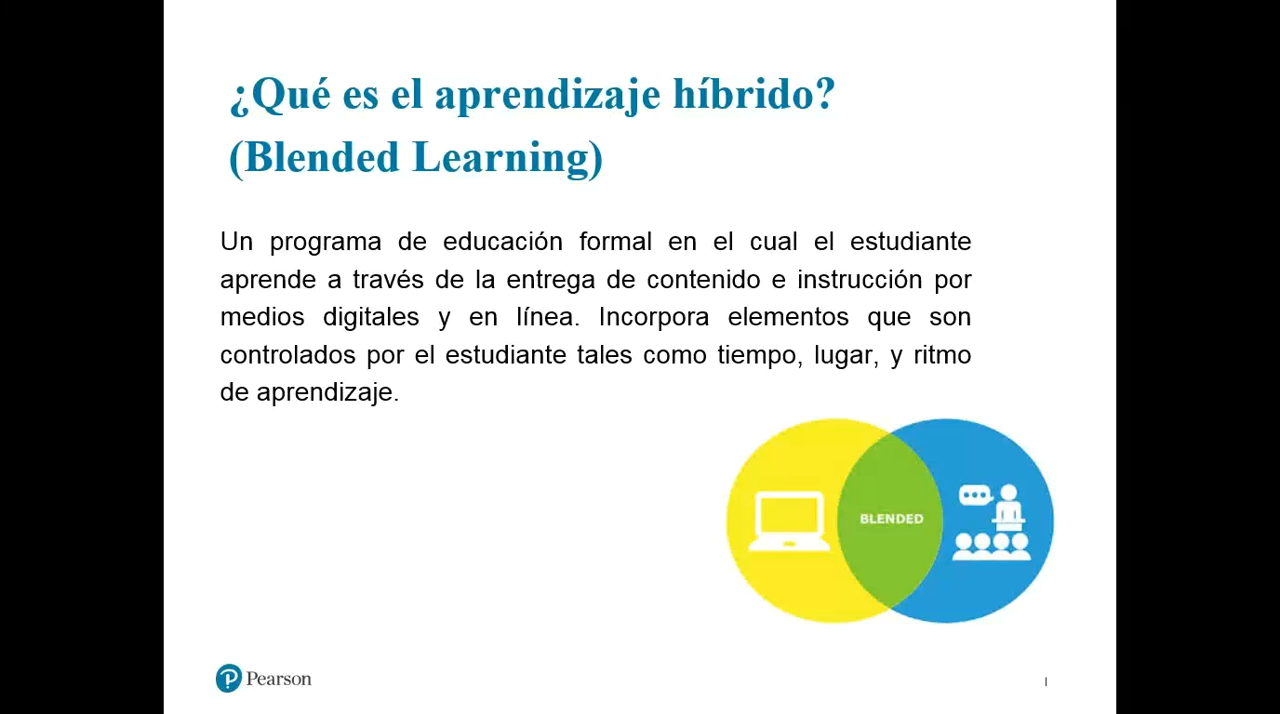 ¿Qué es el aprendizaje híbrido?
(Blended Learning)
Un programa de educación formal en el cual el estudiante
aprende a través de la entrega de contenido e instrucción por
medios digitales y en línea. Incorpora elementos que son
controlados por el estudiante tales como tiempo, lugar, y ritmo
de aprendizaje.
BLENDED
Pearson